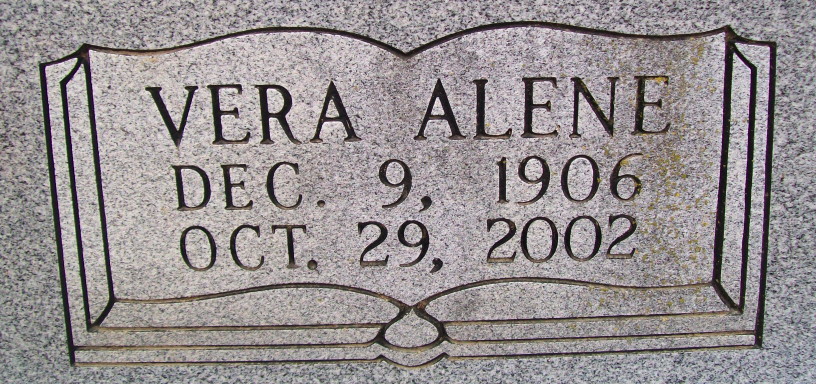 VERA ALENE
DEC. 9, 1906
OCT. 29, 2002